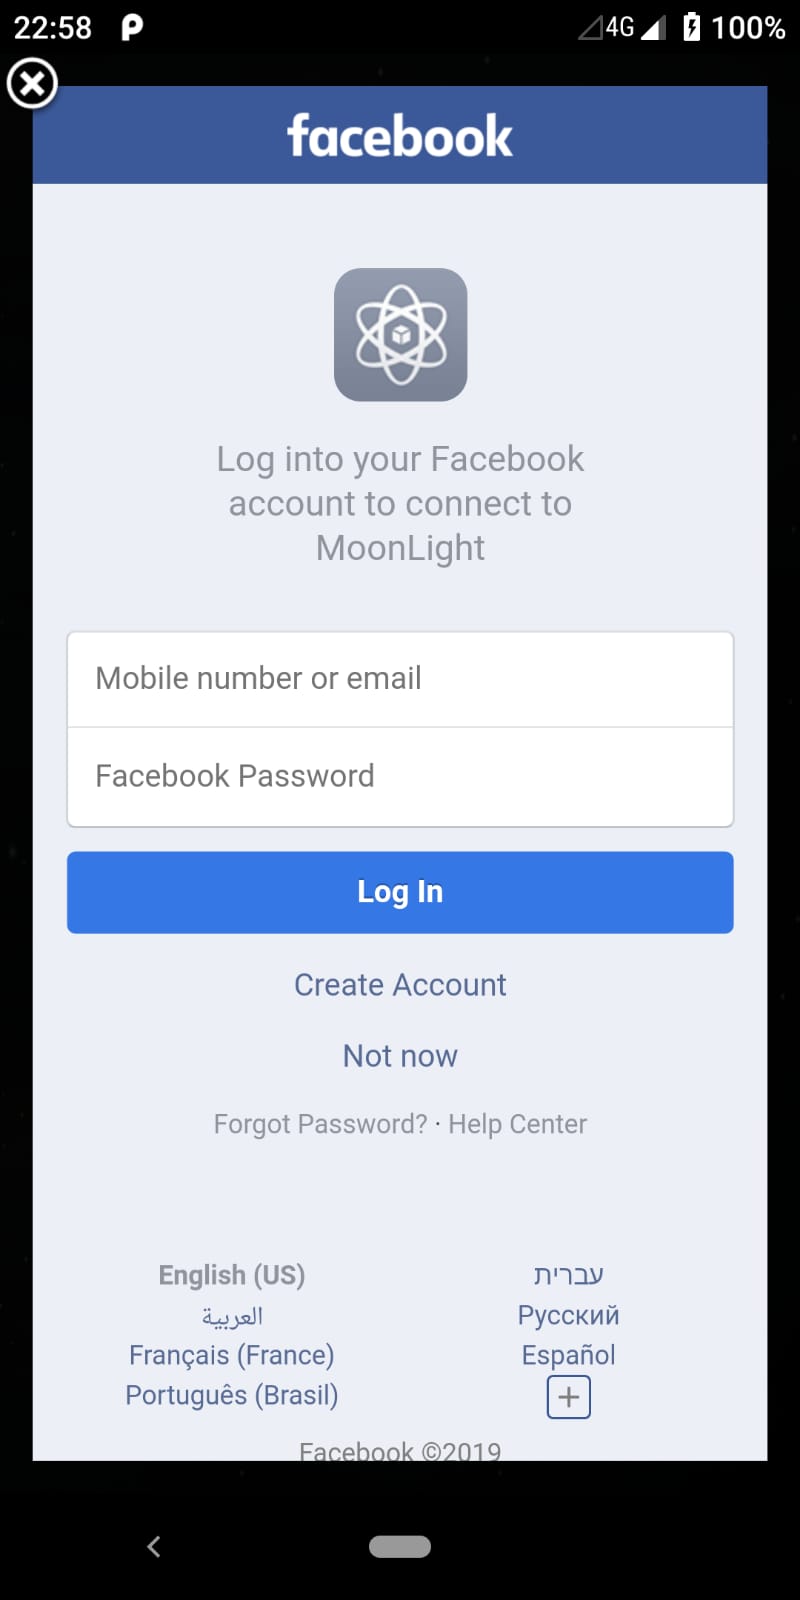 22:58 4G 100%
facebook
Log into your Facebook
account to connect to
MoonLight
Mobile number or email
Facebook Password
Log In
Create Account
Not now
Forgot Password? · Help Center
English (US)
עברית
العربية
Русский
Français (France)
Español
Português (Brasil)
Facebook ©2019